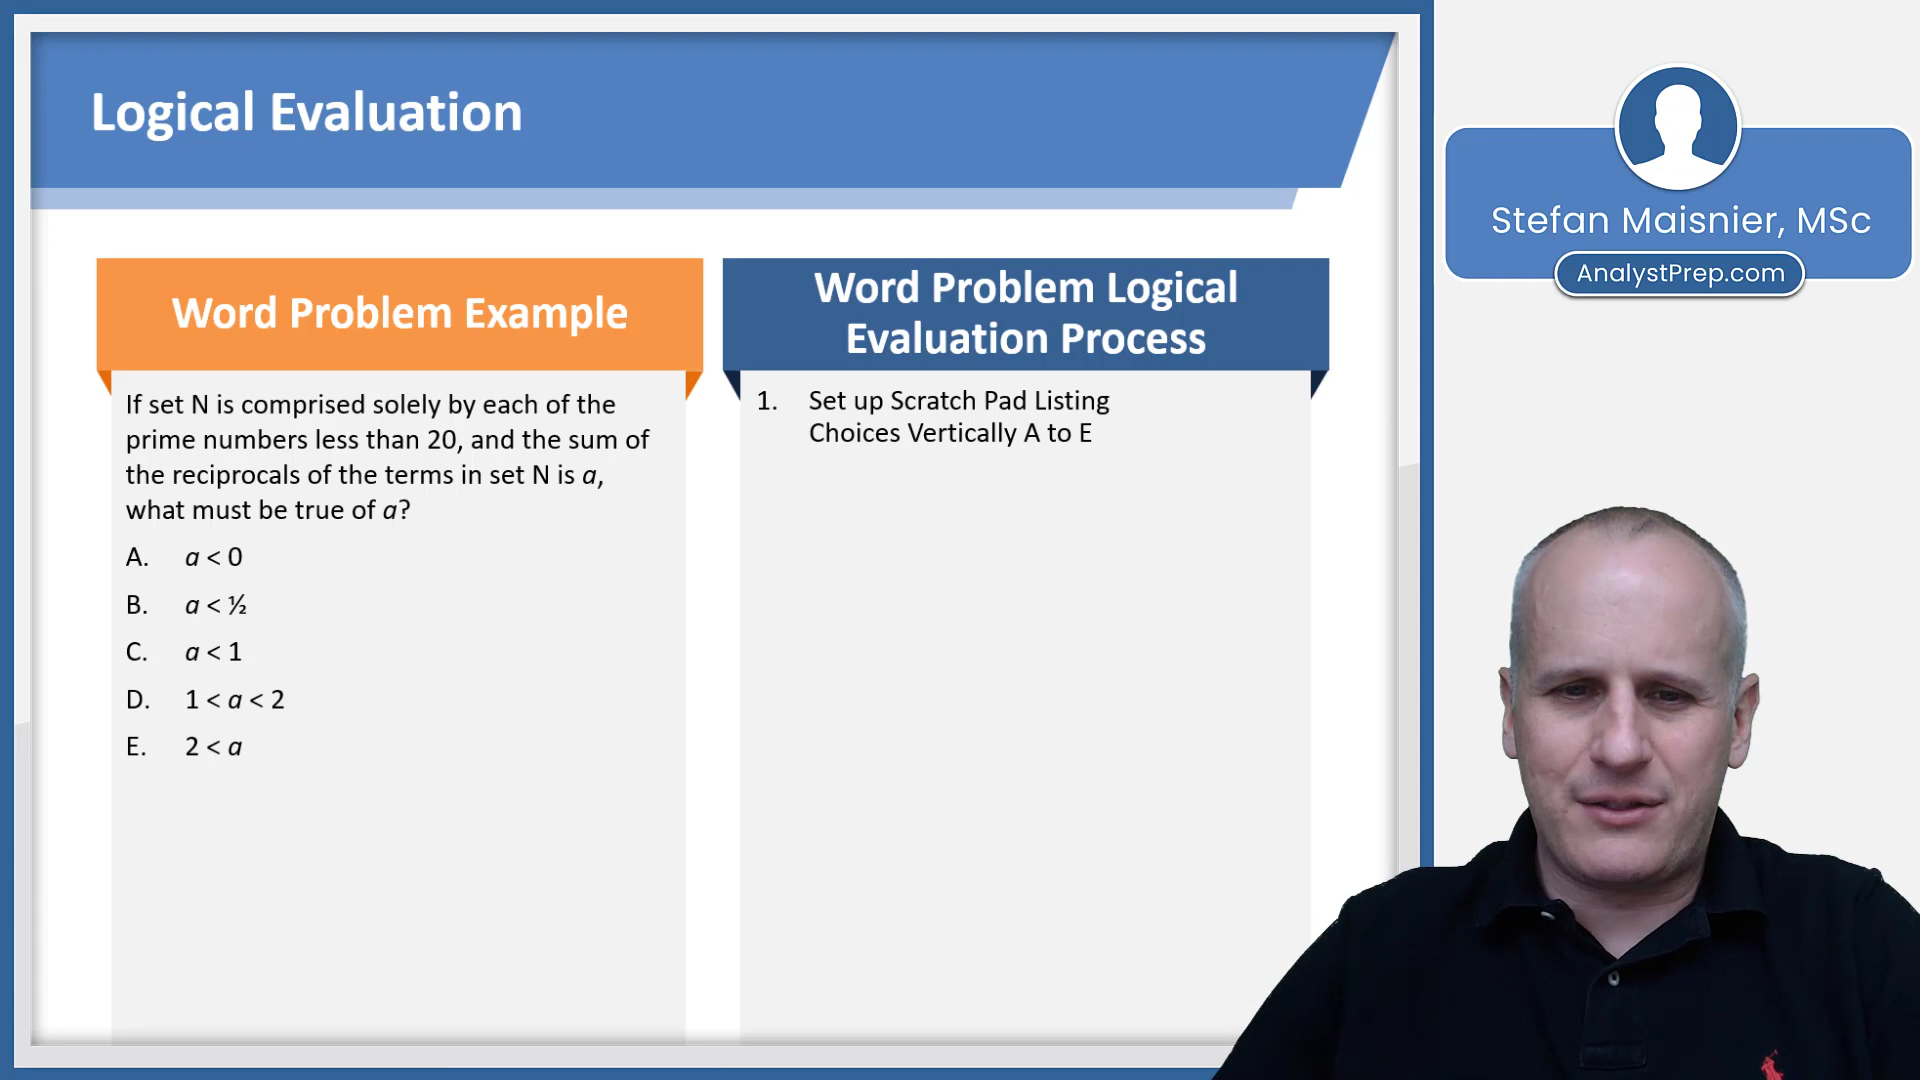 Logical Evaluation
Stefan Maisnier, MSc
AnalystPrep.com
Word Problem Example
If set N is comprised solely by each of the
prime numbers less than 20, and the sum of
the reciprocals of the terms in set N is a,
what must be true of a?
A. a < 0
B. a < ½
C. a < 1
D. 1 < a < 2
E. 2 < a
Word Problem Logical
Evaluation Process
1. Set up Scratch Pad Listing
Choices Vertically A to E